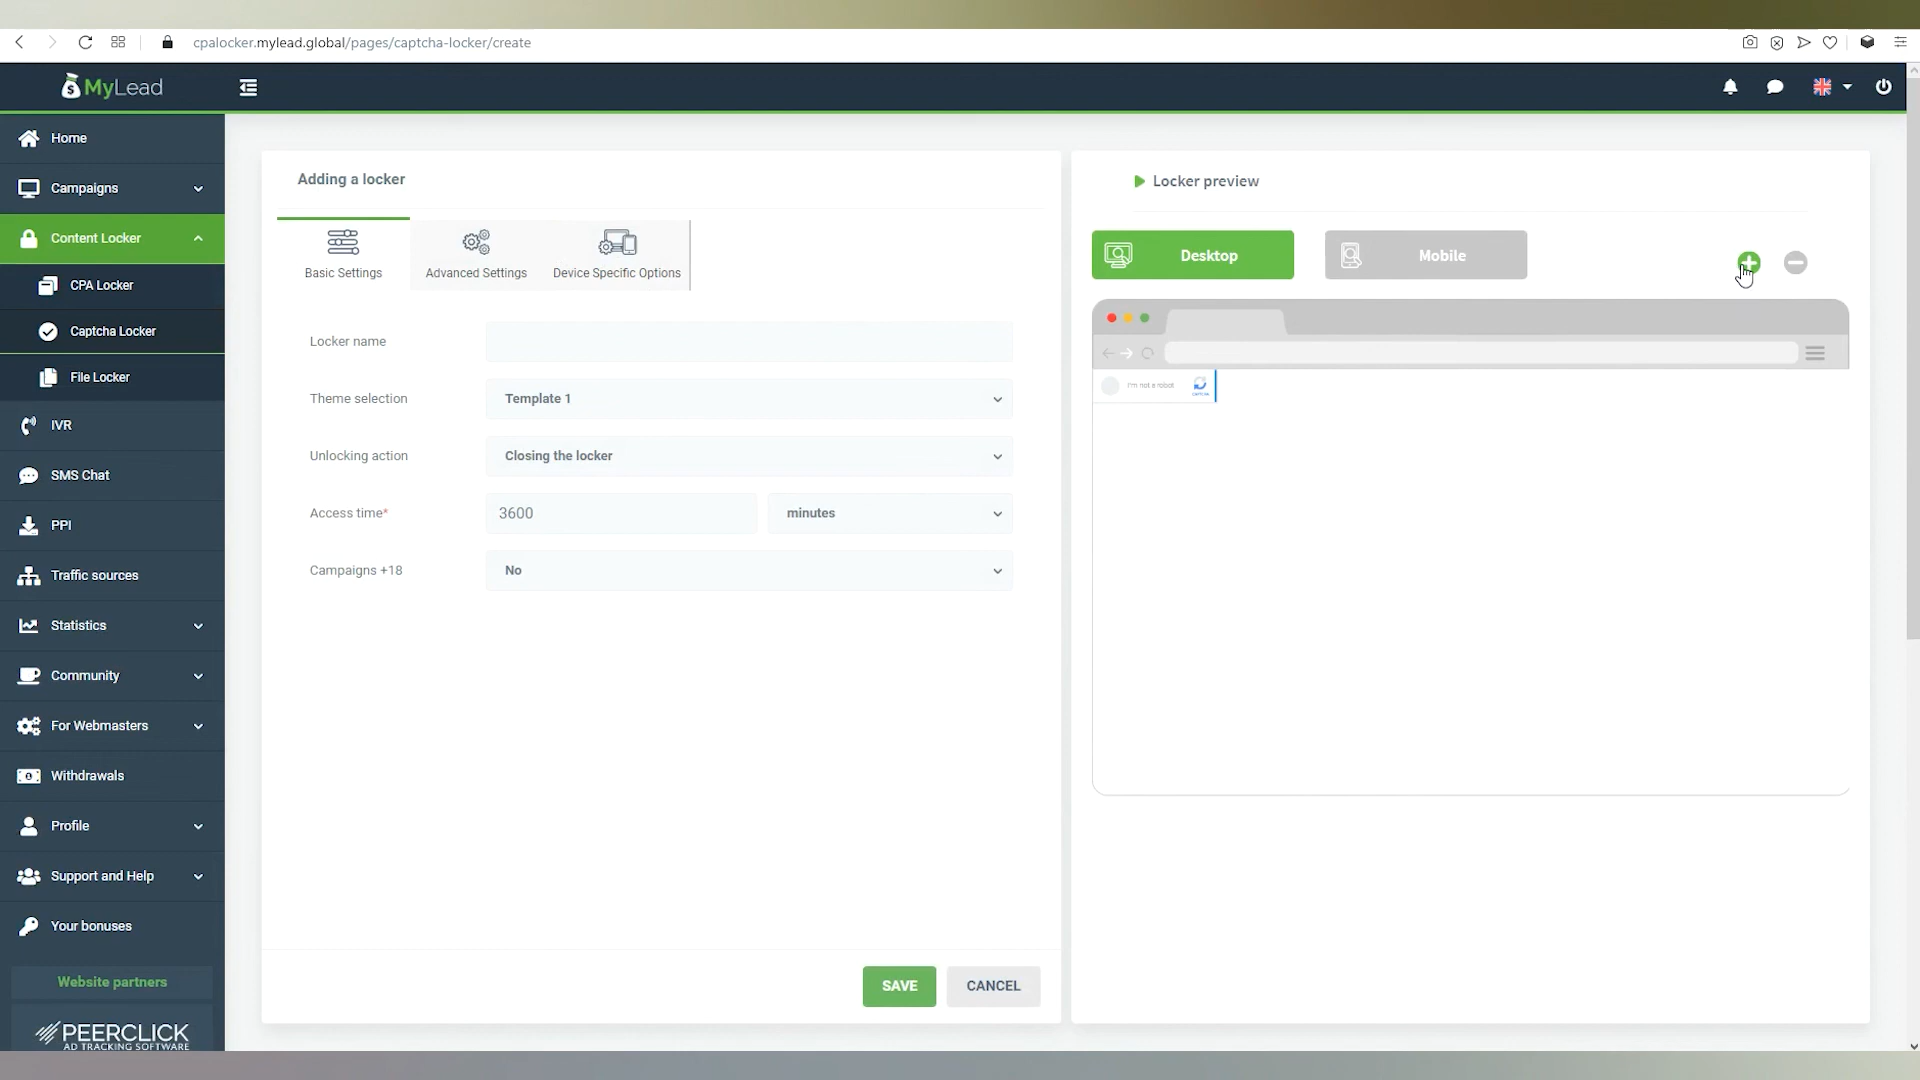 cpalocker.mylead.global/pages/captcha-locker/create
MyLead
Home
Campaigns
Content Locker
CPA Locker
Captcha Locker
File Locker
IVR
SMS Chat
PPI
Traffic sources
Statistics
Community
For Webmasters
Withdrawals
Profile
Support and Help
Your bonuses
Website partners
PEERCLICK
AD TRACKING SOFTWARE
Adding a locker
Basic Settings
Advanced Settings
Device Specific Options
Locker name
Theme selection
Template 1
Unlocking action
Closing the locker
Access time*
3600
minutes
Campaigns +18
No
SAVE
CANCEL
Locker preview
Desktop
Mobile
I'm not a robot
CAPTCHA